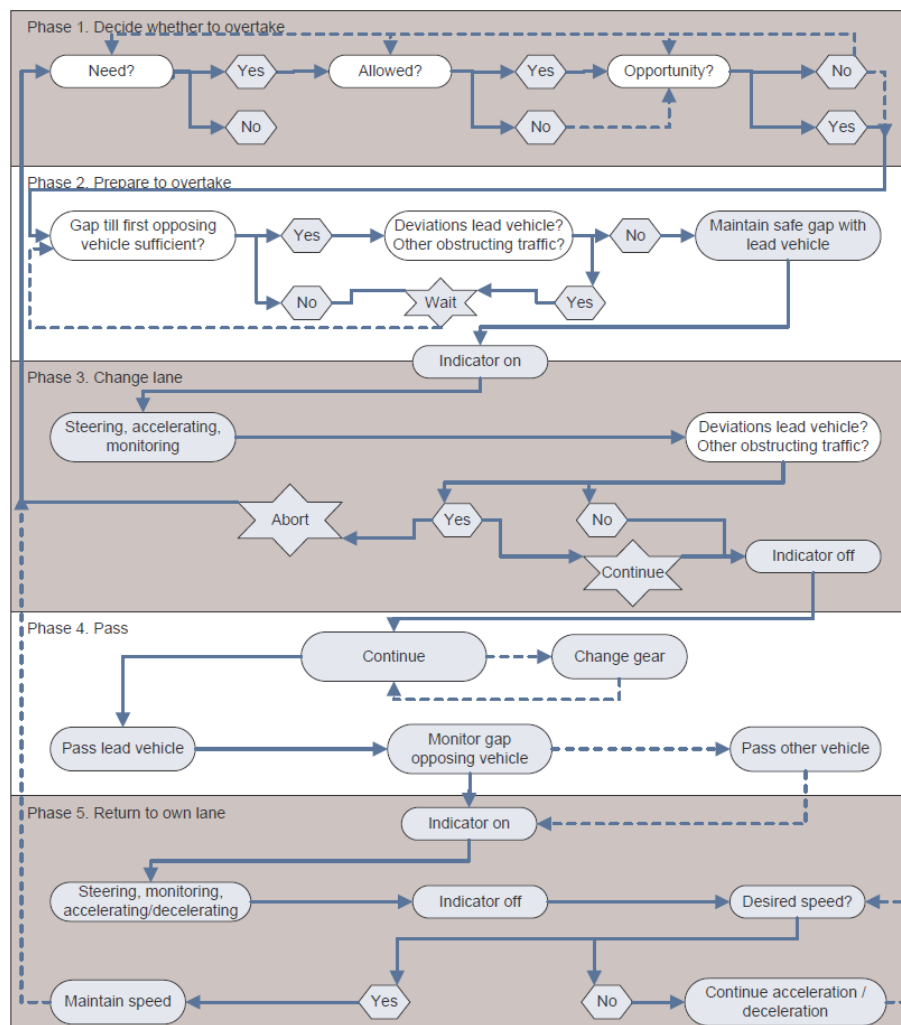 Phase 1. Decide whether to overtake
Need?
Yes
Allowed?
Yes
Opportunity?
No
No
No
Yes
Phase 2. Prepare to overtake
Gap till first opposing
vehicle sufficient?
Yes
Deviations lead vehicle?
Other obstructing traffic?
No
Maintain safe gap with
lead vehicle
No
Wait
Yes
Indicator on
Phase 3. Change lane
Steering, accelerating,
monitoring
Deviations lead vehicle?
Other obstructing traffic?
Abort
Yes
No
Continue
Indicator off
Phase 4. Pass
Continue
Change gear
Pass lead vehicle
Monitor gap
opposing vehicle
Pass other vehicle
Phase 5. Return to own lane
Indicator on
Steering, monitoring,
accelerating/decelerating
Indicator off
Desired speed?
Maintain speed
Yes
No
Continue acceleration /
deceleration